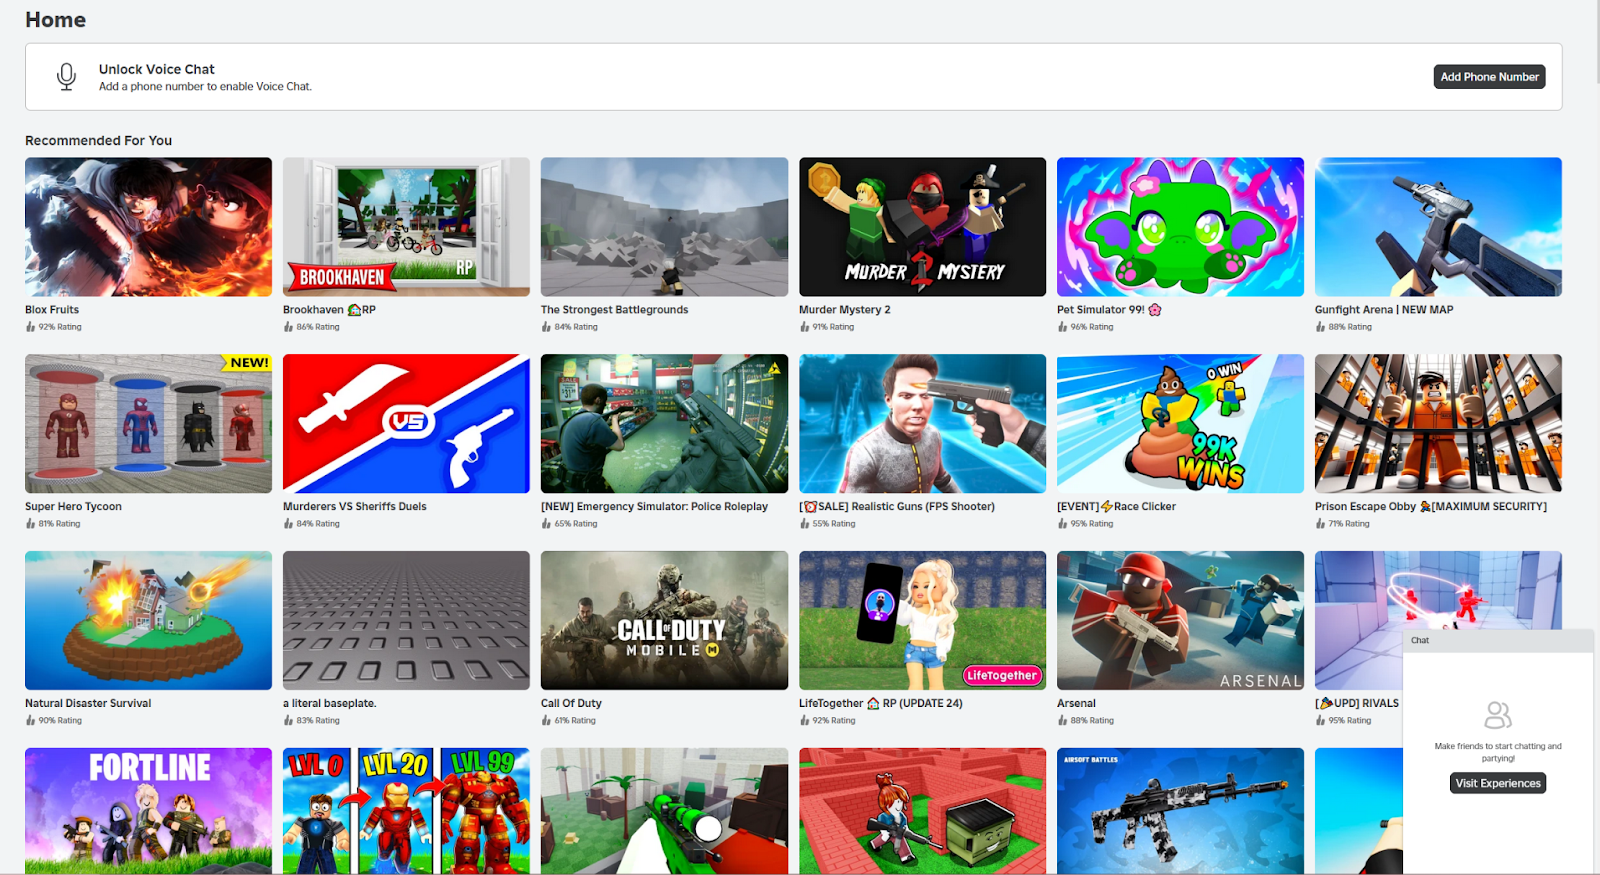 Home
Unlock Voice Chat
Add a phone number to enable Voice Chat.
Add Phone Number
Recommended For You
BROOKHAVEN
RP
MURDER 2 MYSTERY
Blox Fruits
Brookhaven 🏡RP
The Strongest Battlegrounds
Murder Mystery 2
Pet Simulator 99! 🌸
Gunfight Arena | NEW MAP
92% Rating
86% Rating
84% Rating
91% Rating
96% Rating
88% Rating
NEW!
VS
SALE
0 WIN
99K
WINS
Super Hero Tycoon
Murderers VS Sheriffs Duels
[NEW] Emergency Simulator: Police Roleplay
[⏰SALE] Realistic Guns (FPS Shooter)
[EVENT]⚡Race Clicker
Prison Escape Obby 🏃[MAXIMUM SECURITY]
81% Rating
84% Rating
65% Rating
55% Rating
95% Rating
71% Rating
CALL OF DUTY
MOBILE
LifeTogether
ARSENAL
Natural Disaster Survival
a literal baseplate.
Call Of Duty
LifeTogether 🏠 RP (UPDATE 24)
Arsenal
[🎉UPD] RIVALS
90% Rating
83% Rating
61% Rating
92% Rating
88% Rating
95% Rating
FORTLINE
LVL 0
LVL 20
LVL 99
AIRSOFT BATTLES
Chat
Make friends to start chatting and
partying!
Visit Experiences